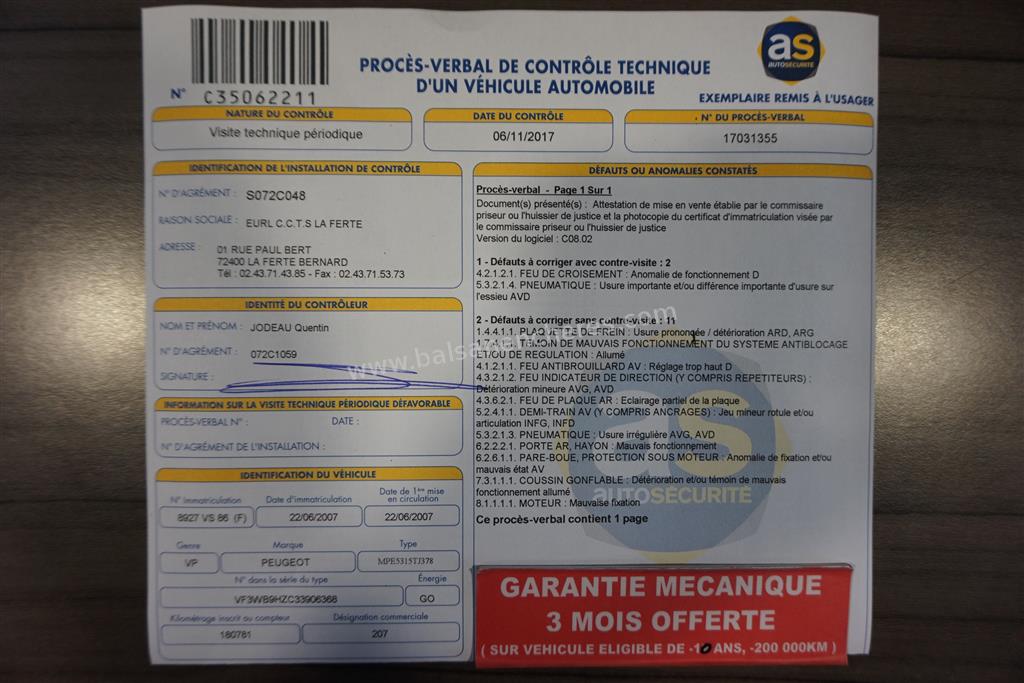 N° C35062211
PROCÈS-VERBAL DE CONTRÔLE TECHNIQUE
D'UN VÉHICULE AUTOMOBILE
as
AUTOSÉCURITÉ
EXEMPLAIRE REMIS À L'USAGER
NATURE DU CONTRÔLE
Visite technique périodique
DATE DU CONTRÔLE
06/11/2017
N° DU PROCÈS-VERBAL
17031355
IDENTIFICATION DE L'INSTALLATION DE CONTRÔLE
N° D'AGRÉMENT : S072C048
RAISON SOCIALE : EURL C.C.T.S LA FERTE
ADRESSE : 01 RUE PAUL BERT
72400 LA FERTE BERNARD
Tél : 02.43.71.43.85 - Fax : 02.43.71.53.73
IDENTITÉ DU CONTRÔLEUR
NOM ET PRÉNOM : JODEAU Quentin
N° D'AGRÉMENT : 072C1059
SIGNATURE :
INFORMATION SUR LA VISITE TECHNIQUE PÉRIODIQUE DÉFAVORABLE
PROCÈS-VERBAL N° : DATE :
N° D'AGRÉMENT DE L'INSTALLATION :
IDENTIFICATION DU VÉHICULE
N° Immatriculation Date d'immatriculation Date de 1ère mise
en circulation
8927 VS 86 (F) 22/06/2007 22/06/2007
Genre Marque Type
VP PEUGEOT MPE5315TJ378
N° dans la série du type Énergie
VF3WB9HZC33906368 GO
Kilométrage inscrit au compteur Désignation commerciale
180781 207
DÉFAUTS OU ANOMALIES CONSTATÉS
Procès-verbal - Page 1 Sur 1
Document(s) présenté(s) : Attestation de mise en vente établie par le commissaire
priseur ou l'huissier de justice et la photocopie du certificat d'immatriculation visée par
le commissaire priseur ou l'huissier de justice
Version du logiciel : C08.02
1 - Défauts à corriger avec contre-visite : 2
4.2.1.2.1. FEU DE CROISEMENT : Anomalie de fonctionnement D
5.3.2.1.4. PNEUMATIQUE : Usure importante et/ou différence importante d'usure sur
l'essieu AVD
2 - Défauts à corriger sans contre-visite : 11
1.4.4.1.1. PLAQUETTE DE FREIN : Usure prononcée / détérioration ARD, ARG
1.7.4.1.1. TEMOIN DE MAUVAIS FONCTIONNEMENT DU SYSTEME ANTIBLOCAGE
ET/OU DE REGULATION : Allumé
4.1.2.1.1. FEU ANTIBROUILLARD AV : Réglage trop haut D
4.3.2.1.2. FEU INDICATEUR DE DIRECTION (Y COMPRIS REPETITEURS) :
Détérioration mineure AVG, AVD
4.3.6.2.1. FEU DE PLAQUE AR : Eclairage partiel de la plaque
5.2.4.1.1. DEMI-TRAIN AV (Y COMPRIS ANCRAGES) : Jeu mineur rotule et/ou
articulation INFG, INFD
5.3.2.1.3. PNEUMATIQUE : Usure irrégulière AVG, AVD
6.2.2.2.1. PORTE AR, HAYON : Mauvais fonctionnement
6.2.6.1.1. PARE-BOUE, PROTECTION SOUS MOTEUR : Anomalie de fixation et/ou
mauvais état AV
7.3.1.1.1. COUSSIN GONFLABLE : Détérioration et/ou témoin de mauvais
fonctionnement allumé
8.1.1.1.1. MOTEUR : Mauvaise fixation
Ce procès-verbal contient 1 page
as
AUTOSÉCURITÉ
GARANTIE MECANIQUE
3 MOIS OFFERTE
( SUR VEHICULE ELIGIBLE DE -10 ANS, -200 000KM )